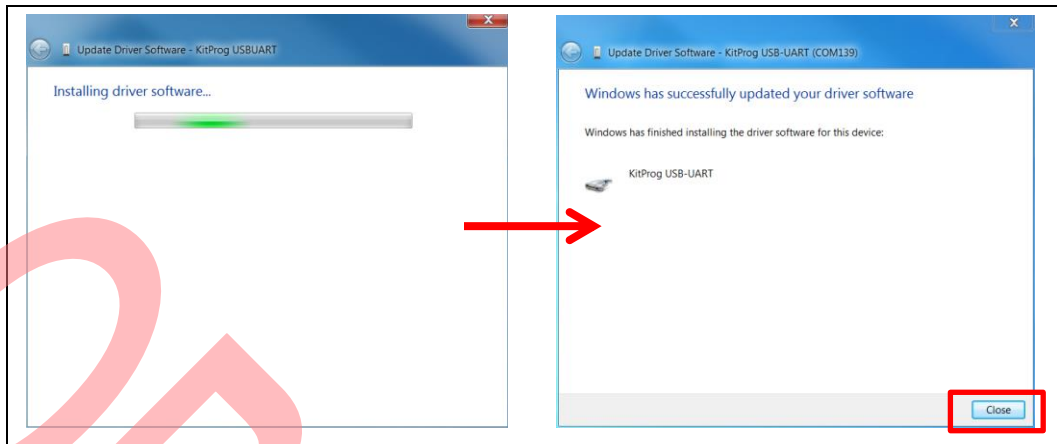 Update Driver Software - KitProg USBUART
Installing driver software...
Update Driver Software - KitProg USB-UART (COM139)
Windows has successfully updated your driver software
Windows has finished installing the driver software for this device:
KitProg USB-UART
Close